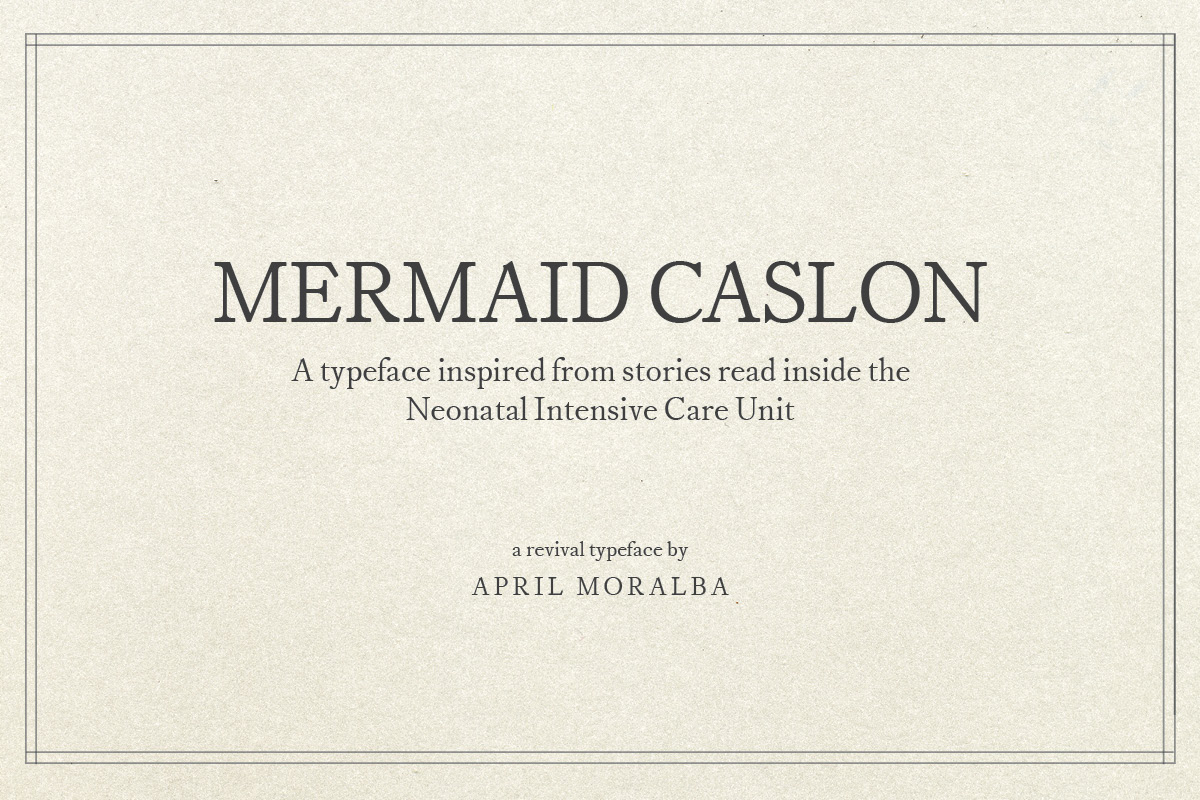 MERMAID CASLON
A typeface inspired from stories read inside the
Neonatal Intensive Care Unit
a revival typeface by
APRIL MORALBA